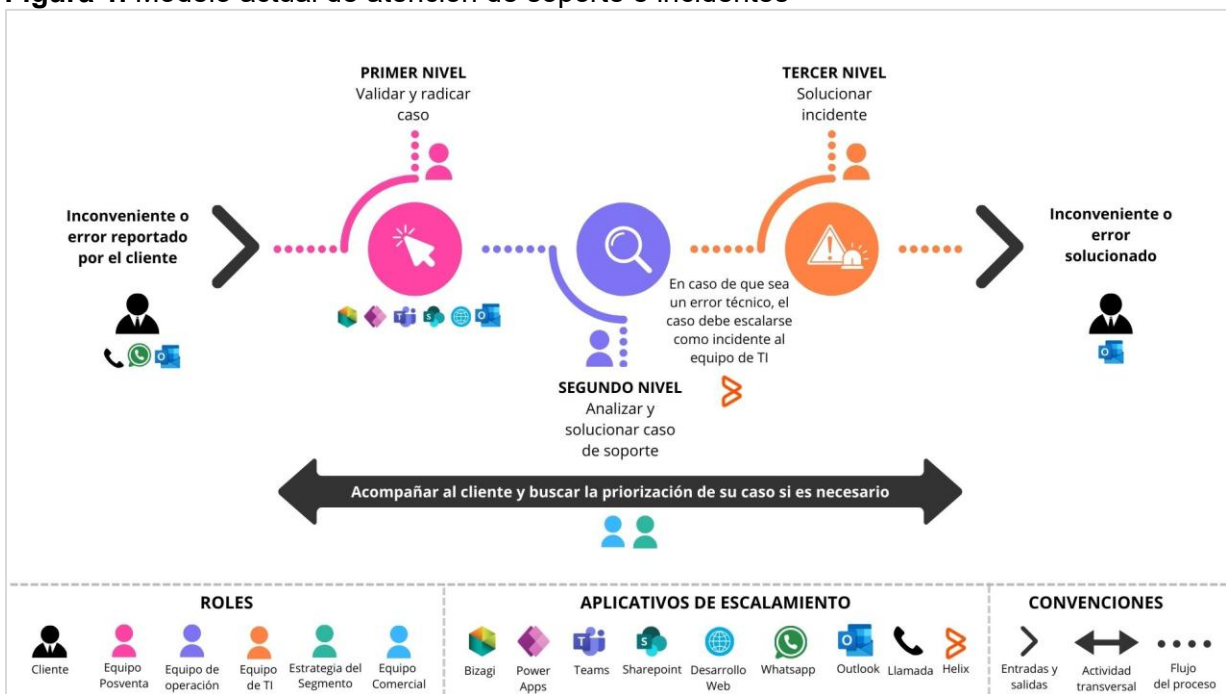 PRIMER NIVEL
Validar y radicar
caso
TERCER NIVEL
Solucionar
incidente
Inconveniente o
error reportado
por el cliente
Inconveniente o
error
solucionado
En caso de que sea
un error técnico, el
caso debe escalarse
como incidente al
equipo de TI
SEGUNDO NIVEL
Analizar y
solucionar caso
de soporte
Acompañar al cliente y buscar la priorización de su caso si es necesario
ROLES
Cliente
Equipo
Posventa
Equipo de
operación
Equipo
de TI
Estrategia del
Segmento
Equipo
Comercial
APLICATIVOS DE ESCALAMIENTO
Bizagi
Power
Apps
Teams
Sharepoint
Desarrollo
Web
Whatsapp
Outlook
Llamada
Helix
CONVENCIONES
Entradas y
salidas
Actividad
transversal
Flujo
del proceso